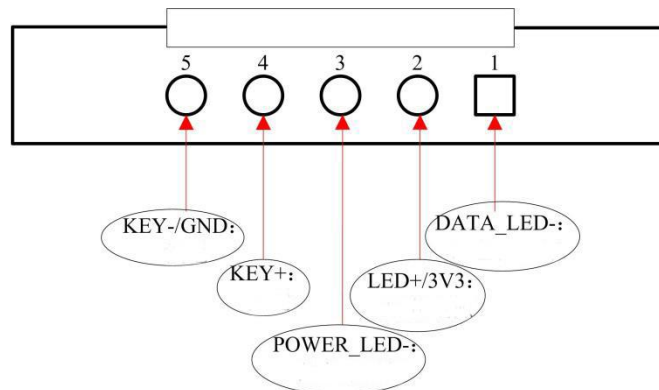 5 4 3 2 1
KEY-/GND：
DATA_LED-：
KEY+：
LED+/3V3：
POWER_LED-：